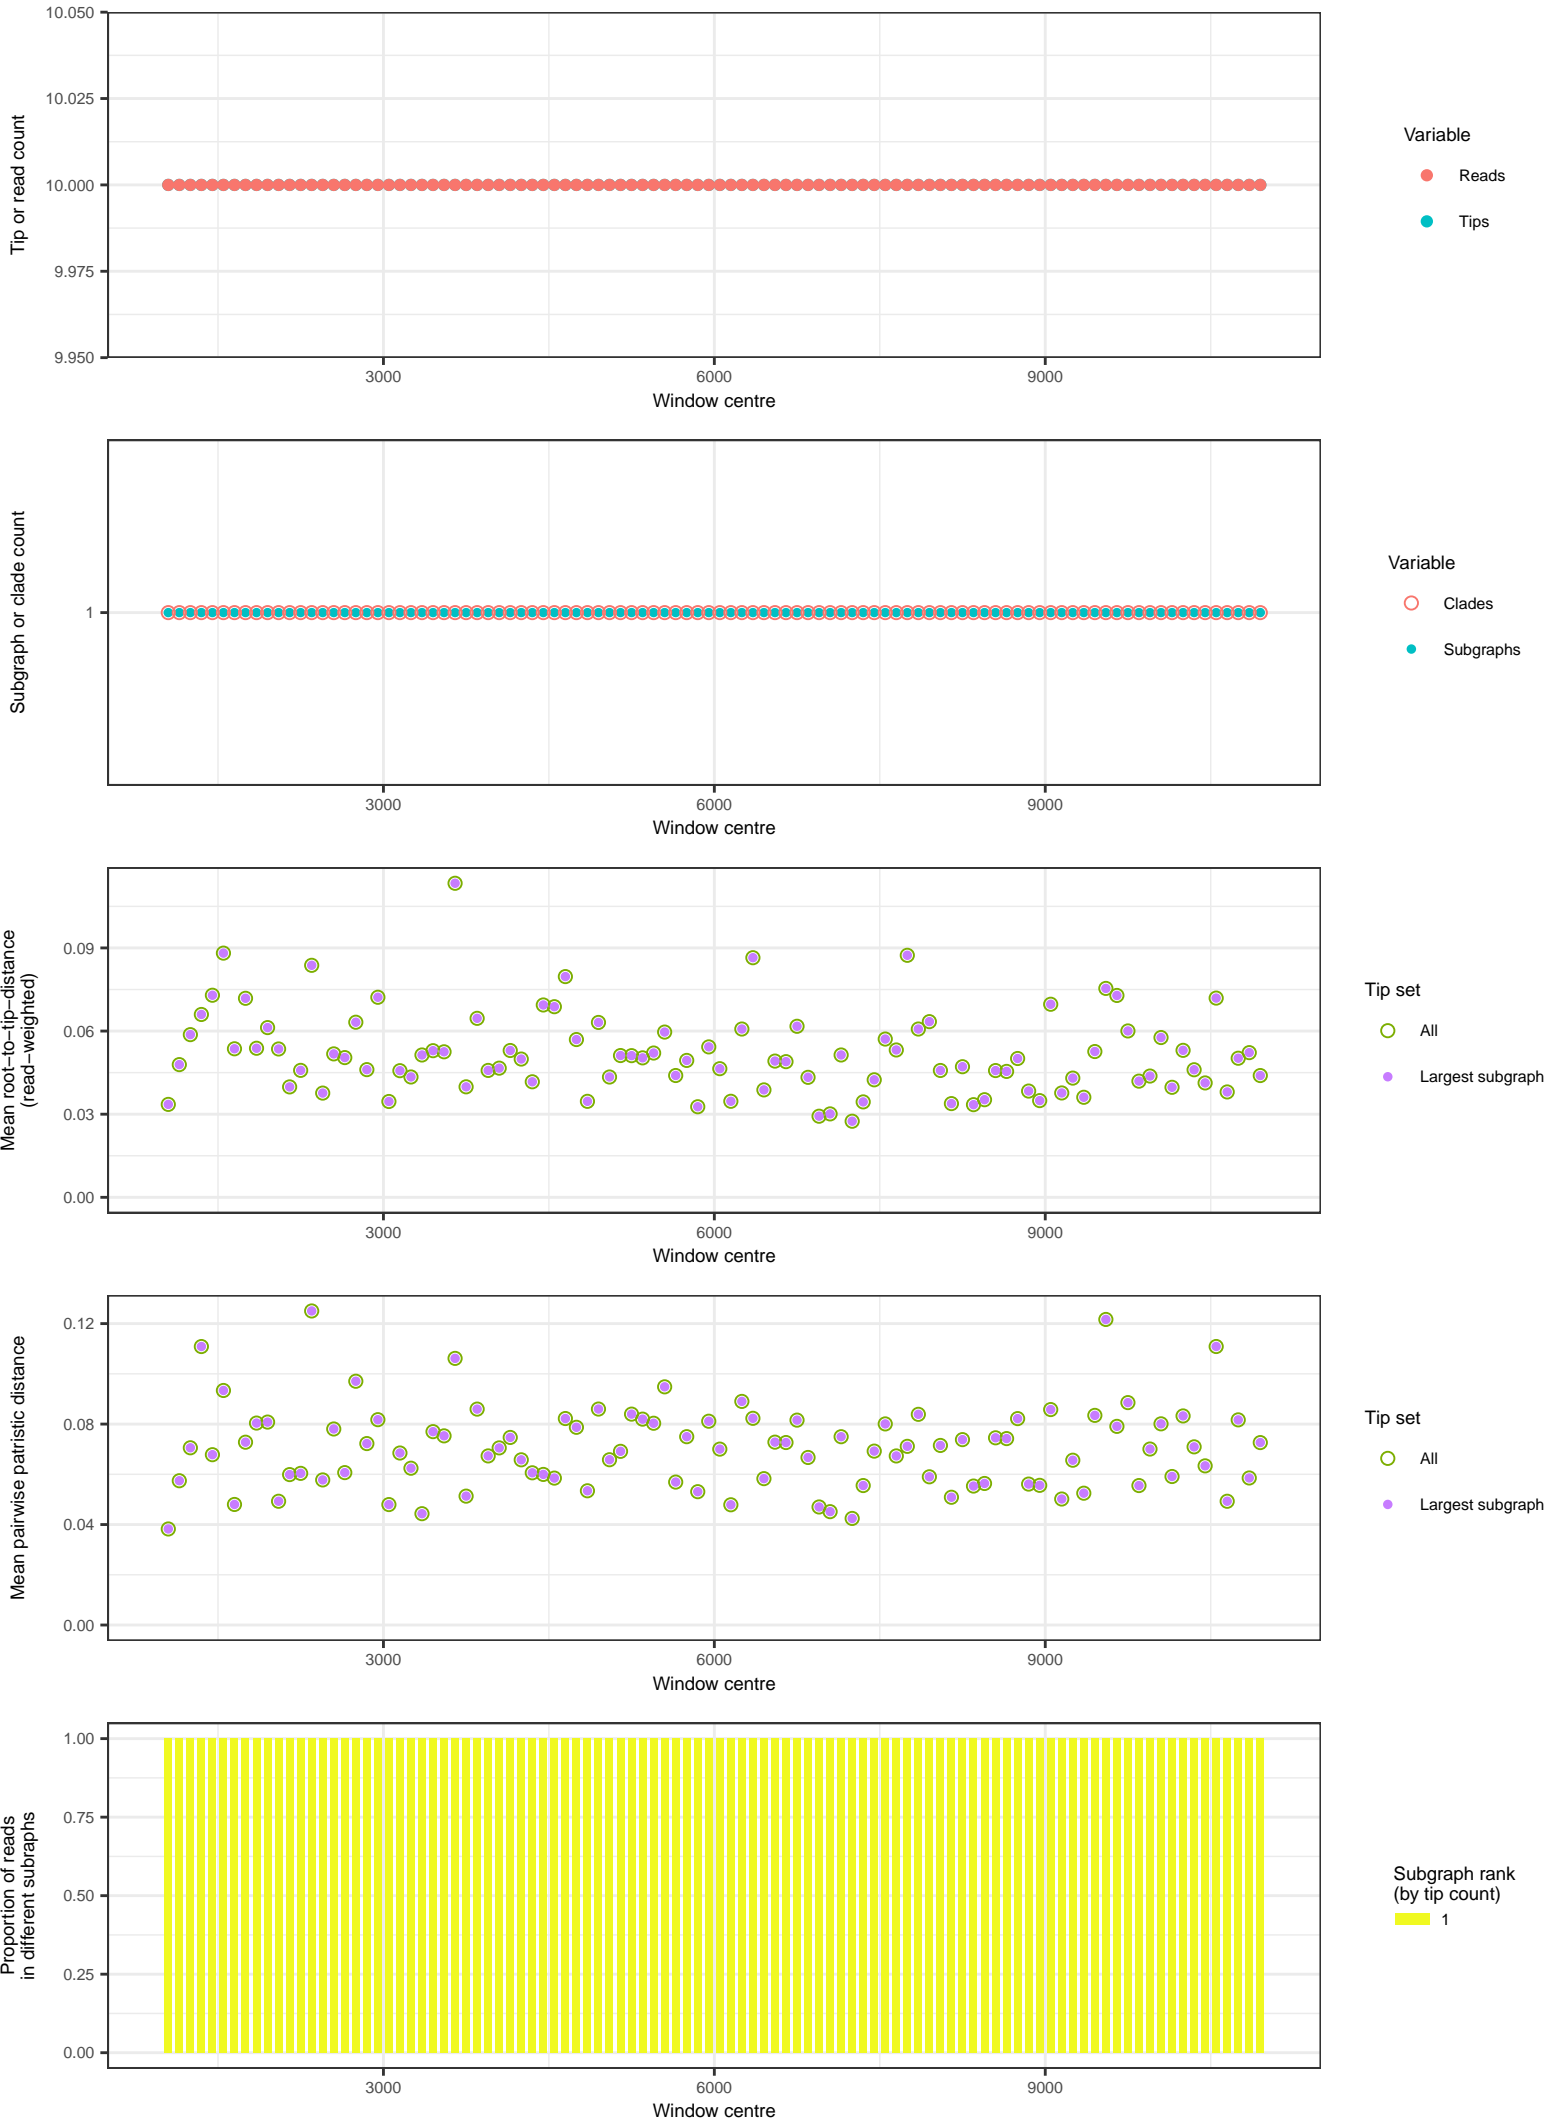 10.050
10.025
10.000
9.975
9.950
Tip or read count
3000 6000 9000
Window centre
Variable
Reads
Tips
1
Subgraph or clade count
3000 6000 9000
Window centre
Variable
Clades
Subgraphs
0.09
0.06
0.03
0.00
Mean root−to−tip−distance
(read−weighted)
3000 6000 9000
Window centre
Tip set
All
Largest subgraph
0.12
0.08
0.04
0.00
Mean pairwise patristic distance
3000 6000 9000
Window centre
Tip set
All
Largest subgraph
1.00
0.75
0.50
0.25
0.00
Proportion of reads
in different subraphs
3000 6000 9000
Window centre
Subgraph rank
(by tip count)
1